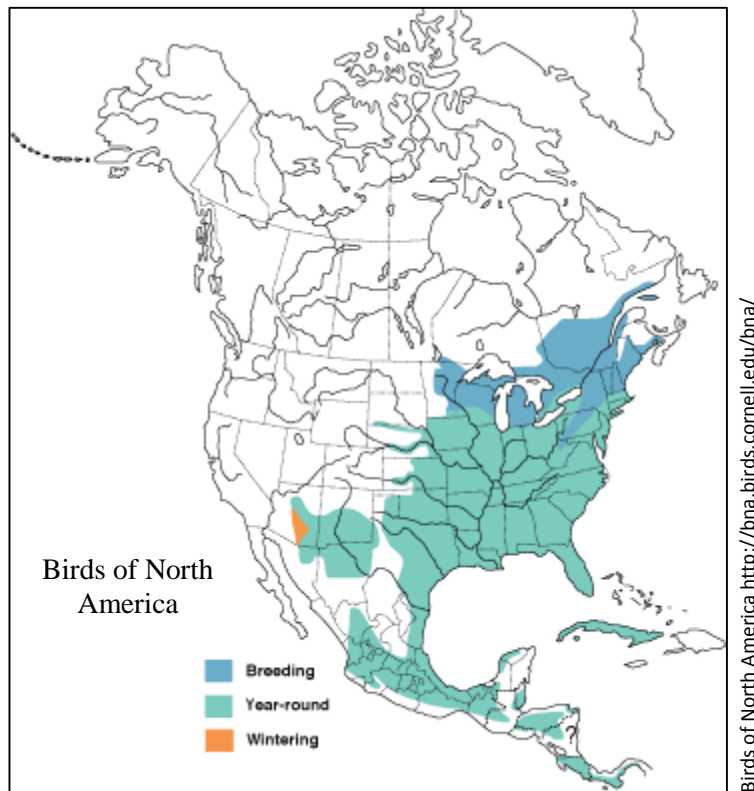 Birds of North
America
Breeding
Year-round
Wintering
?
Birds of North America http://bna.birds.cornell.edu/bna/